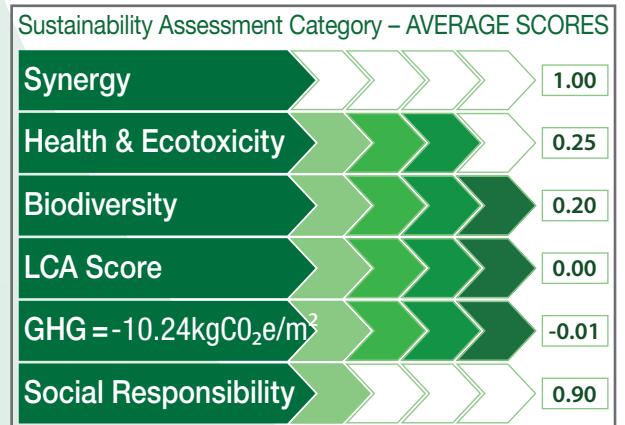 Sustainability Assessment Category – AVERAGE SCORES
Synergy 1.00
Health & Ecotoxicity 0.25
Biodiversity 0.20
LCA Score 0.00
GHG = -10.24kgC0₂e/m² -0.01
Social Responsibility 0.90